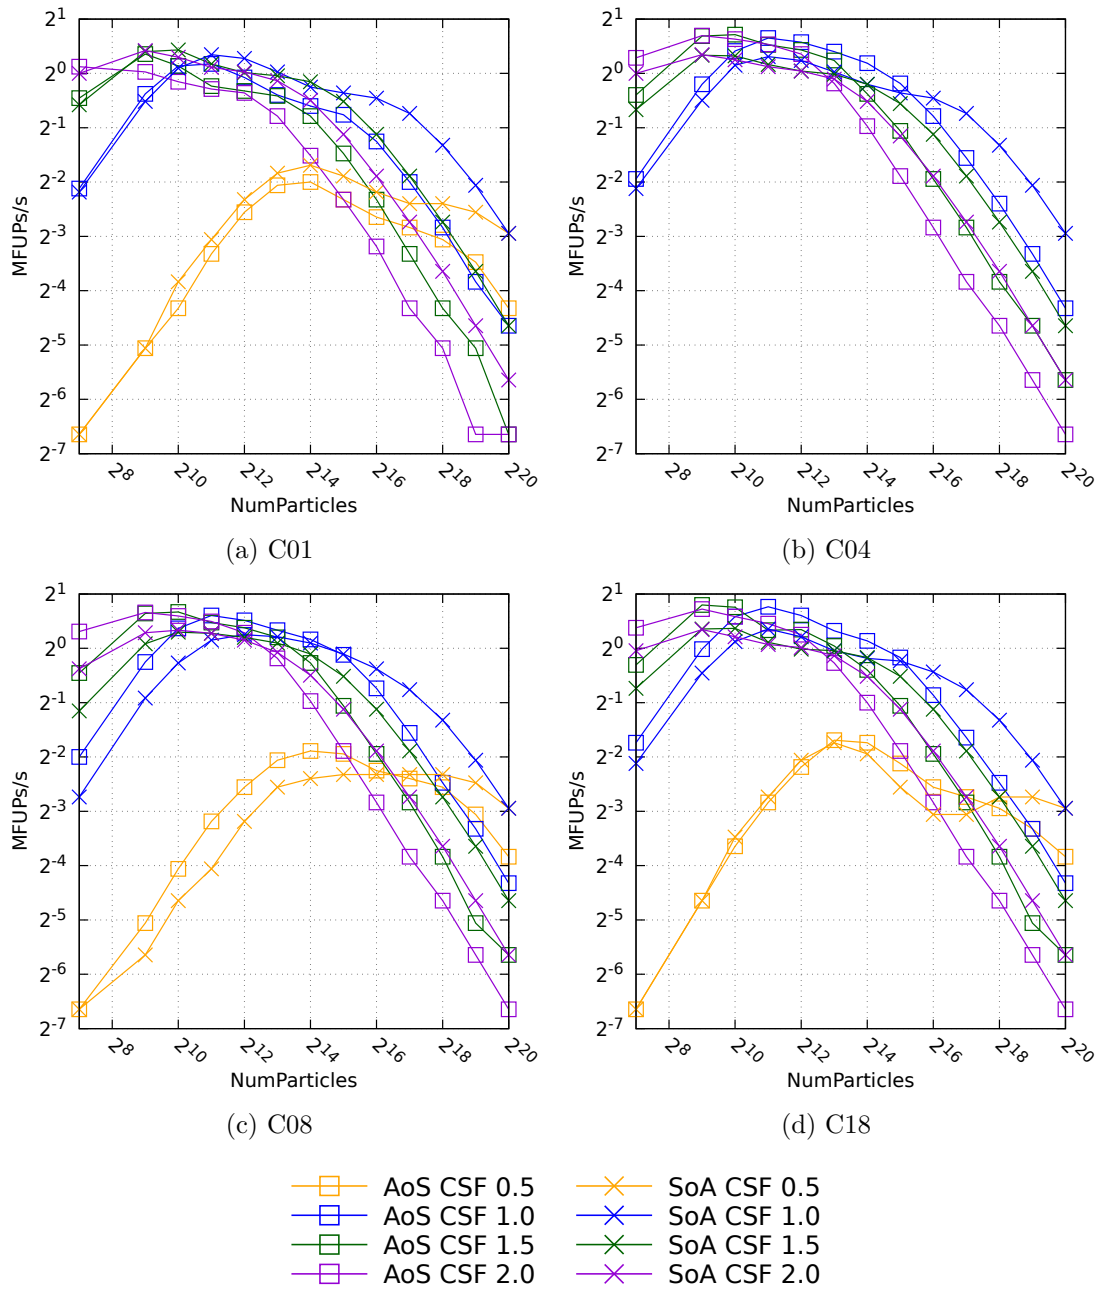 2^1
2^0
2^-1
2^-2
2^-3
2^-4
2^-5
2^-6
2^-7
MFUPs/s
2^8 2^10 2^12 2^14 2^16 2^18 2^20
NumParticles
(a) C01
2^1
2^0
2^-1
2^-2
2^-3
2^-4
2^-5
2^-6
2^-7
MFUPs/s
2^8 2^10 2^12 2^14 2^16 2^18 2^20
NumParticles
(b) C04
2^1
2^0
2^-1
2^-2
2^-3
2^-4
2^-5
2^-6
2^-7
MFUPs/s
2^8 2^10 2^12 2^14 2^16 2^18 2^20
NumParticles
(c) C08
2^1
2^0
2^-1
2^-2
2^-3
2^-4
2^-5
2^-6
2^-7
MFUPs/s
2^8 2^10 2^12 2^14 2^16 2^18 2^20
NumParticles
(d) C18
AoS CSF 0.5 SoA CSF 0.5
AoS CSF 1.0 SoA CSF 1.0
AoS CSF 1.5 SoA CSF 1.5
AoS CSF 2.0 SoA CSF 2.0